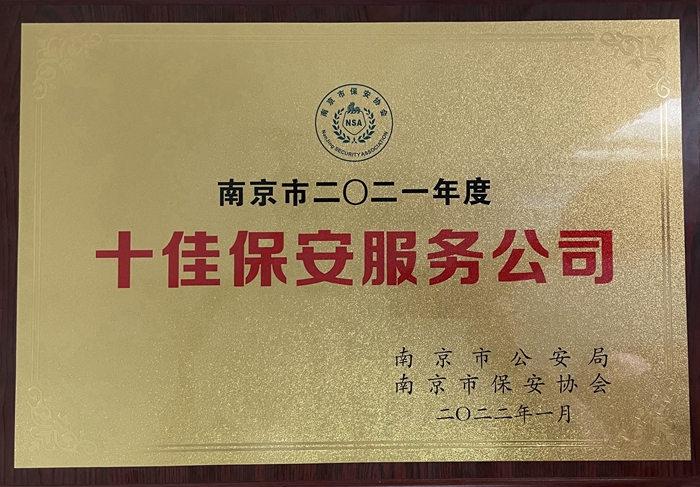 南京市保安协会
NSA
NanJing SECURITY ASSOCIATION
南京市二〇二一年度
十佳保安服务公司
南京市公安局
南京市保安协会
二〇二二年一月